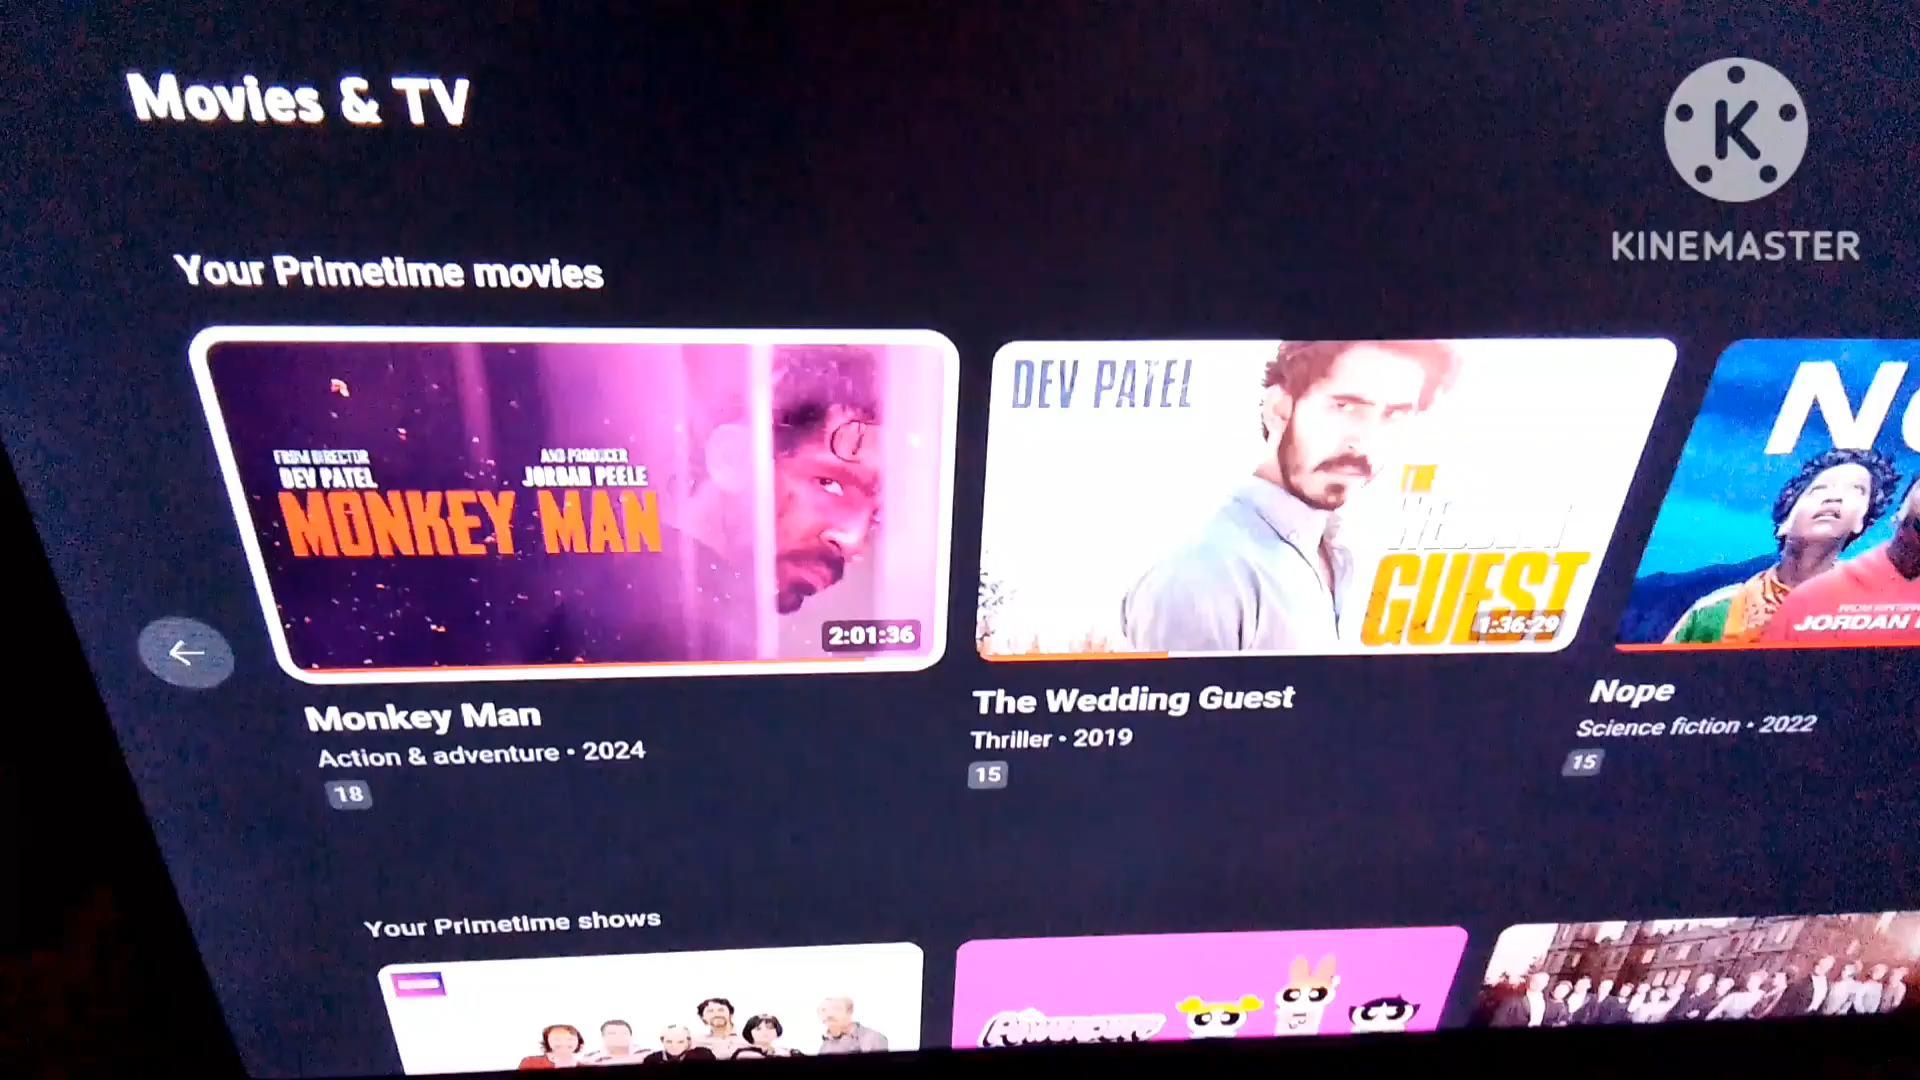 Movies & TV
K
KINEMASTER
Your Primetime movies
FROM DIRECTOR
DEV PATEL
AND PRODUCER
JORDAN PEELE
MONKEY MAN
2:01:36
DEV PATEL
THE
WEDDING
GUEST
1:36:29
JORDAN
Monkey Man
Action & adventure • 2024
18
The Wedding Guest
Thriller • 2019
15
Nope
Science fiction • 2022
15
Your Primetime shows